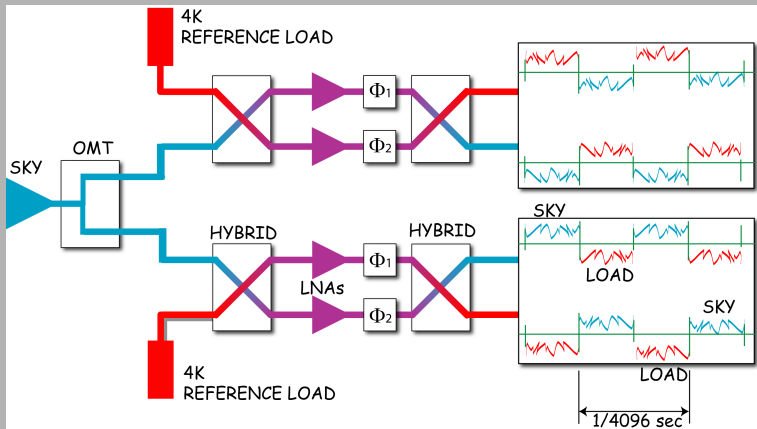 4K
REFERENCE LOAD
Φ1
Φ2
OMT
SKY
HYBRID
HYBRID
SKY
Φ1
LOAD
LNAs
Φ2
SKY
4K
REFERENCE LOAD
LOAD
1/4096 sec